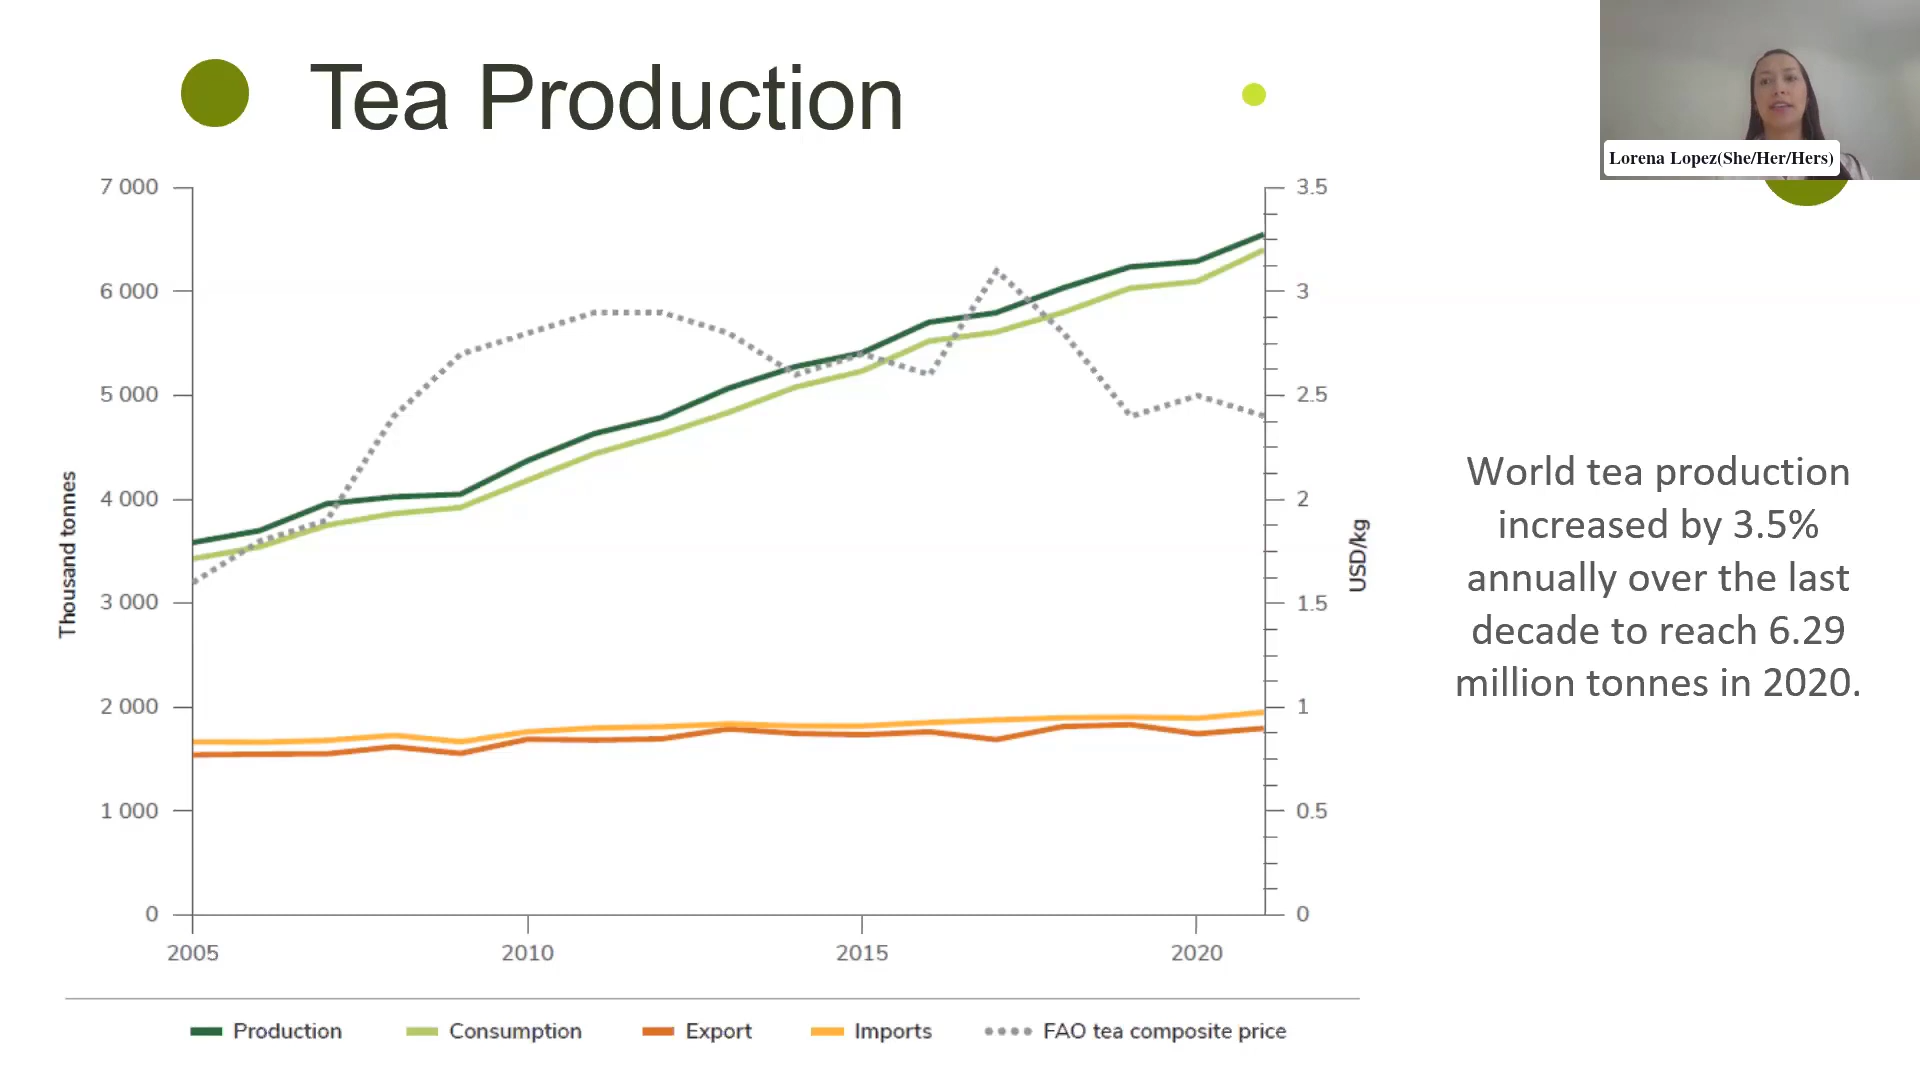 Tea Production
Lorena Lopez(She/Her/Hers)
7 000
6 000
5 000
4 000
3 000
2 000
1 000
0
Thousand tonnes
3.5
3
2.5
2
1.5
1
0.5
0
USD/kg
2005
2010
2015
2020
Production
Consumption
Export
Imports
FAO tea composite price
World tea production
increased by 3.5%
annually over the last
decade to reach 6.29
million tonnes in 2020.